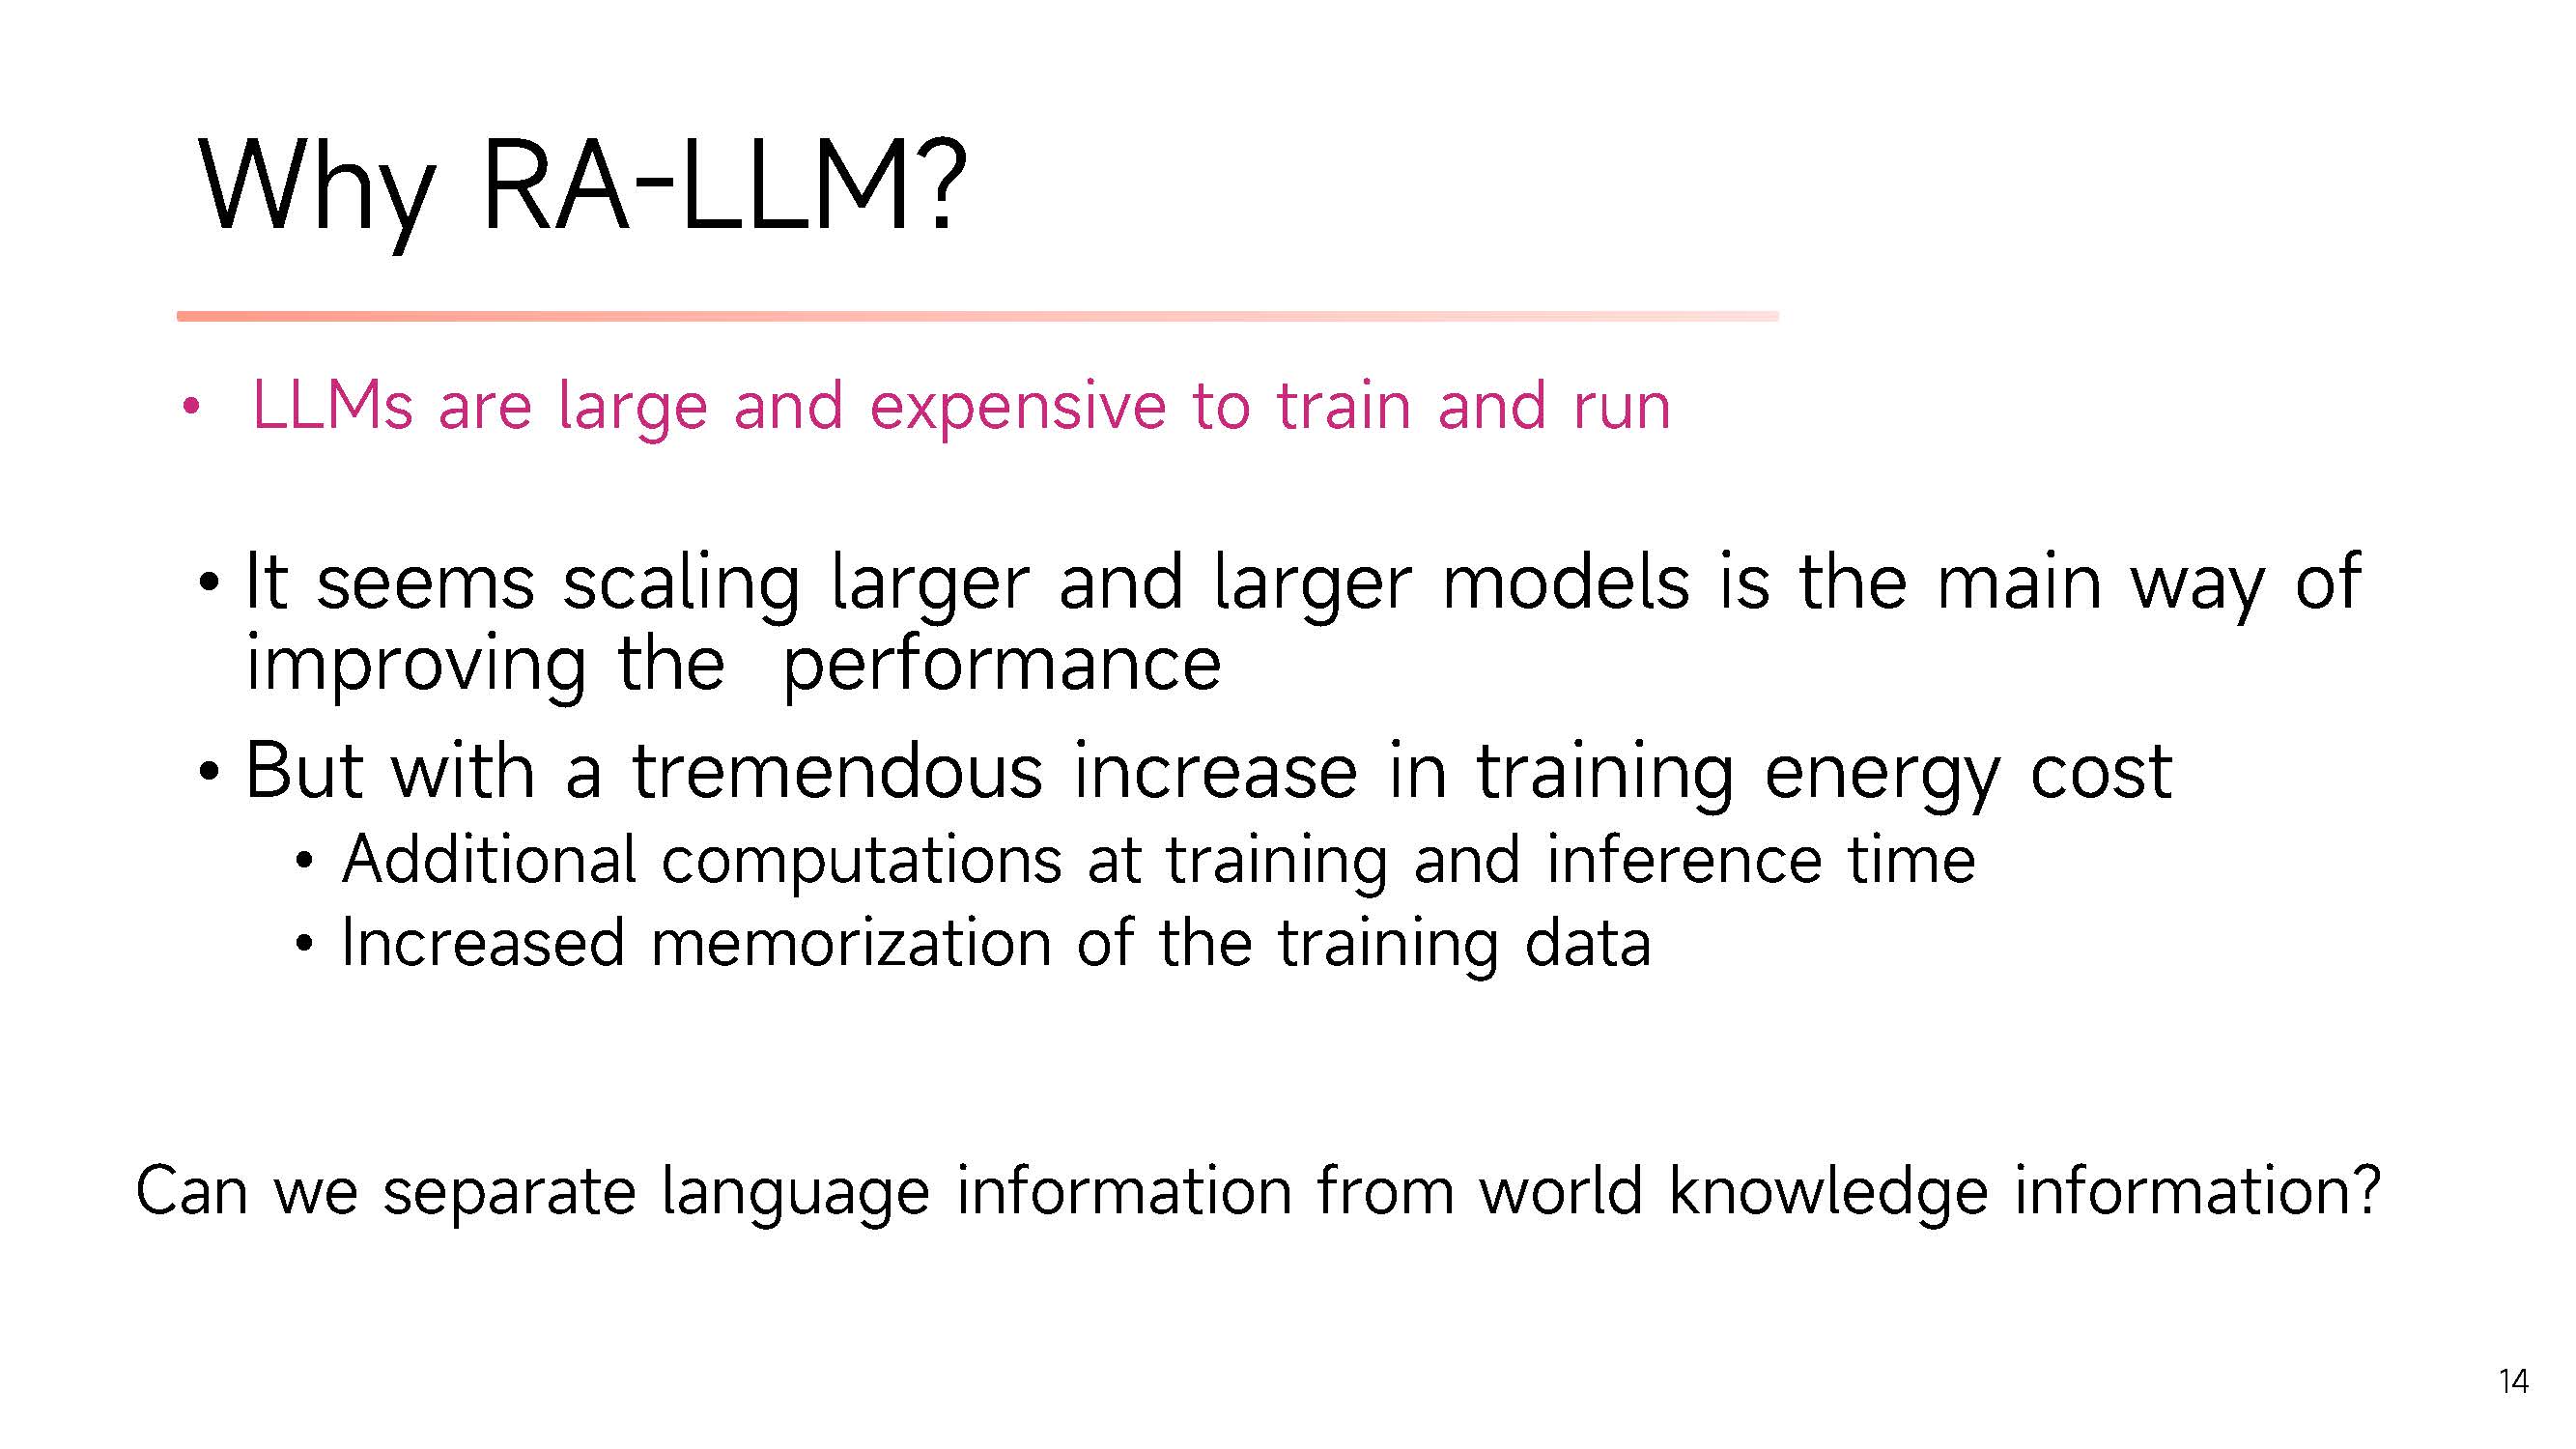 Why RA-LLM?
• LLMs are large and expensive to train and run
• It seems scaling larger and larger models is the main way of
improving the performance
• But with a tremendous increase in training energy cost
• Additional computations at training and inference time
• Increased memorization of the training data
Can we separate language information from world knowledge information?
14